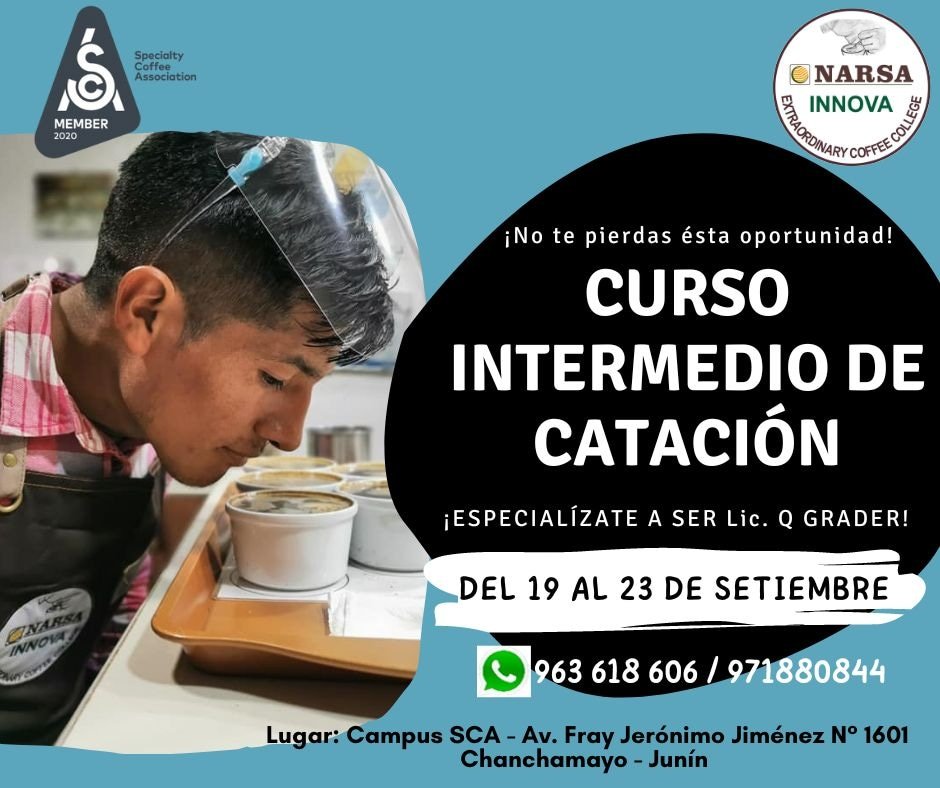 Specialty
Coffee
Association
SCA
MEMBER
2020
NARSA
INNOVA
EXTRAORDINARY COFFEE COLLEGE
¡No te pierdas ésta oportunidad!
CURSO
INTERMEDIO DE
CATACIÓN
¡ESPECIALÍZATE A SER Lic. Q GRADER!
DEL 19 AL 23 DE SETIEMBRE
963 618 606 / 971880844
NARSA
INNOVA
Lugar: Campus SCA - Av. Fray Jerónimo Jiménez Nº 1601
Chanchamayo - Junín